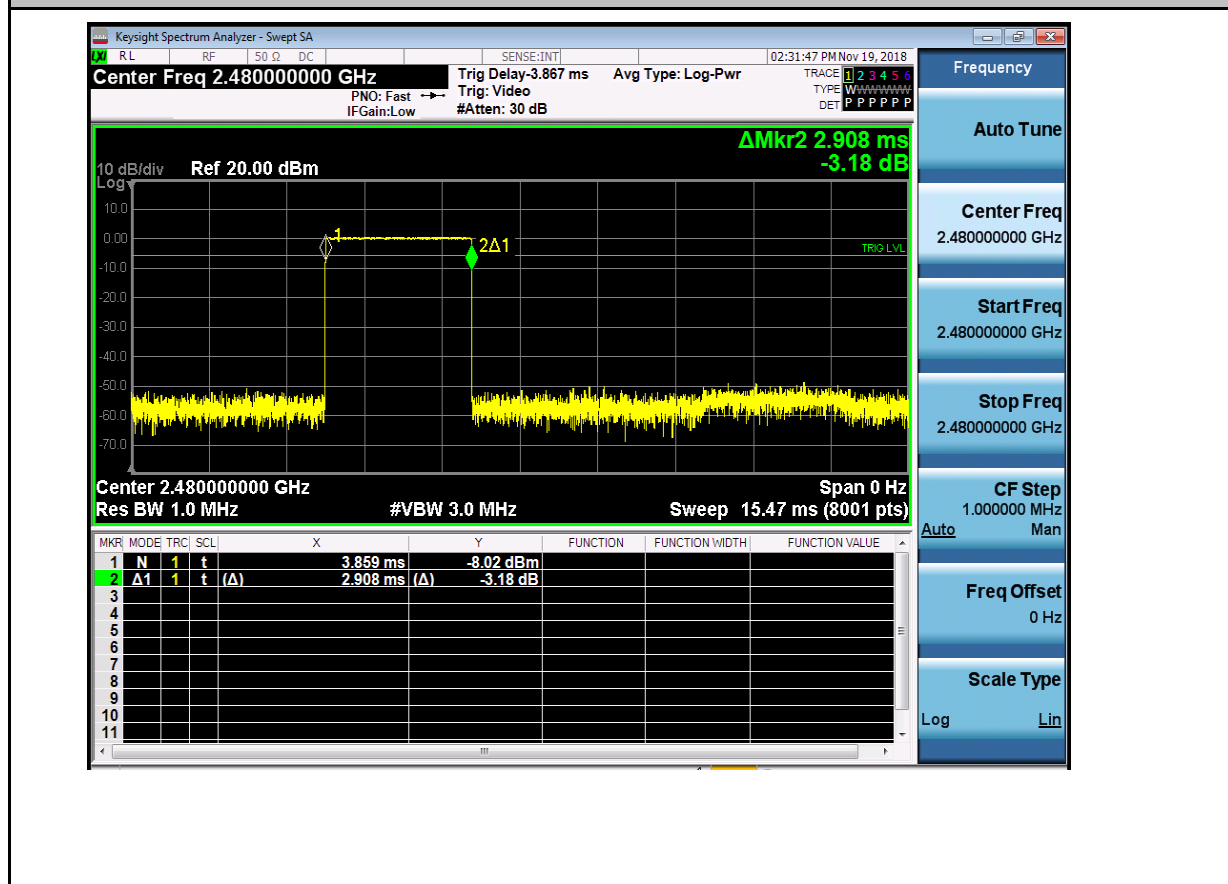 Keysight Spectrum Analyzer - Swept SA
LXI RL RF 50 Ω DC SENSE:INT 02:31:47 PM Nov 19, 2018
Center Freq 2.480000000 GHz
PNO: Fast
IFGain:Low
Trig Delay-3.867 ms
Trig: Video
#Atten: 30 dB
Avg Type: Log-Pwr
TRACE 1 2 3 4 5 6
TYPE W W W W W W
DET P P P P P P
ΔMkr2 2.908 ms
-3.18 dB
10 dB/div
Log
Ref 20.00 dBm
10.0
0.00
-10.0
-20.0
-30.0
-40.0
-50.0
-60.0
-70.0
1
2Δ1
TRIG LVL
Center 2.480000000 GHz Span 0 Hz
Res BW 1.0 MHz #VBW 3.0 MHz Sweep 15.47 ms (8001 pts)
MKR MODE TRC SCL X Y FUNCTION FUNCTION WIDTH FUNCTION VALUE
1 N 1 t 3.859 ms -8.02 dBm
2 Δ1 1 t (Δ) 2.908 ms (Δ) -3.18 dB
3
4
5
6
7
8
9
10
11
Frequency
Auto Tune
Center Freq
2.480000000 GHz
Start Freq
2.480000000 GHz
Stop Freq
2.480000000 GHz
CF Step
1.000000 MHz
Auto Man
Freq Offset
0 Hz
Scale Type
Log Lin